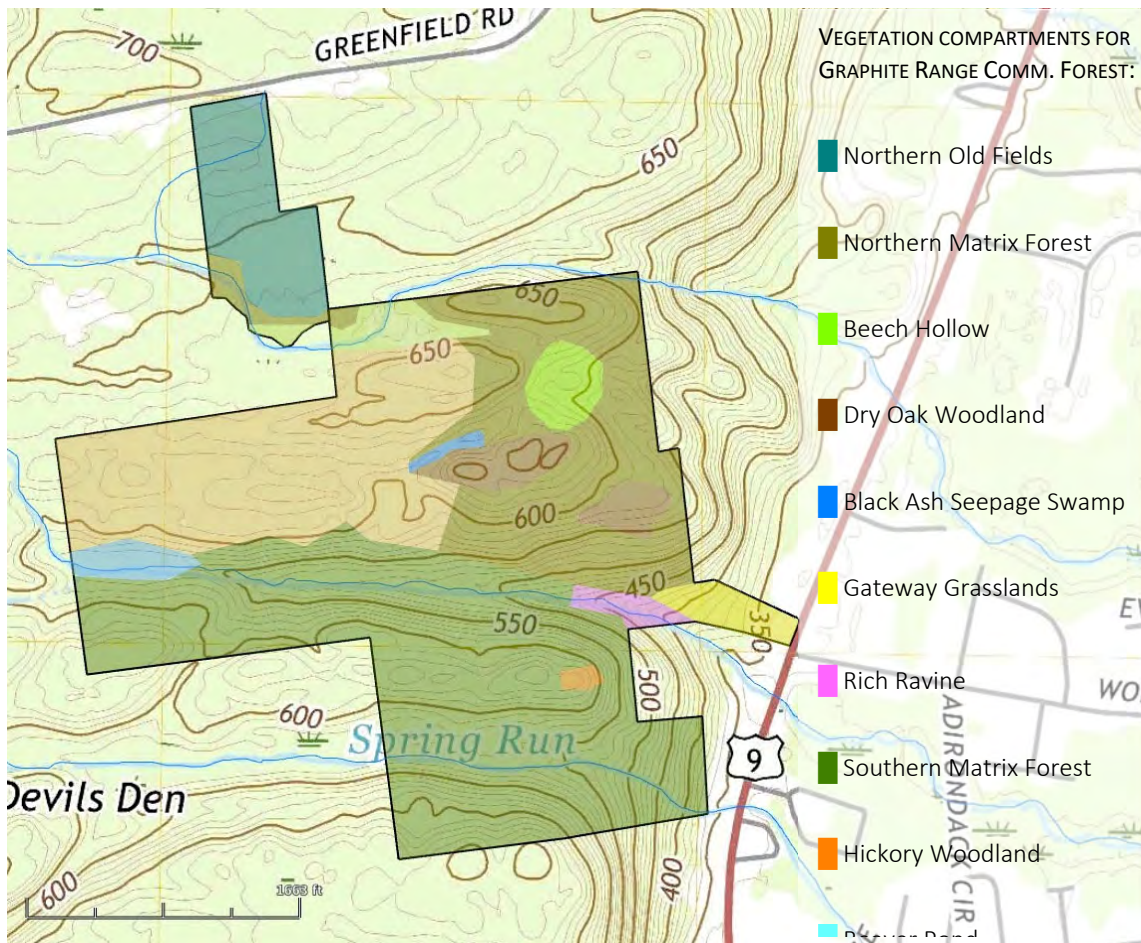 VEGETATION COMPARTMENTS FOR
GRAPHITE RANGE COMM. FOREST:
GREENFIELD RD
700
650
Northern Old Fields
Northern Matrix Forest
650
650
Beech Hollow
Dry Oak Woodland
600
Black Ash Seepage Swamp
450
Gateway Grasslands
350
550
Rich Ravine
500
600
Spring Run
9
Southern Matrix Forest
Devils Den
ADIRONDACK CIR
Hickory Woodland
400
600
1663 ft